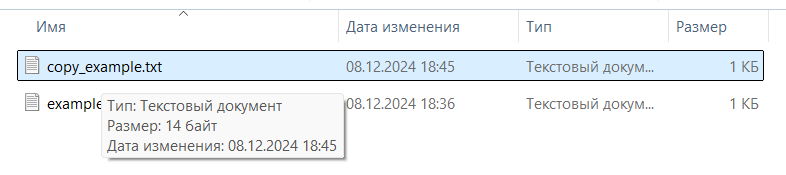 Имя Дата изменения Тип Размер
copy_example.txt 08.12.2024 18:45 Текстовый докум... 1 КБ
example 08.12.2024 18:36 Текстовый докум... 1 КБ
Тип: Текстовый документ
Размер: 14 байт
Дата изменения: 08.12.2024 18:45